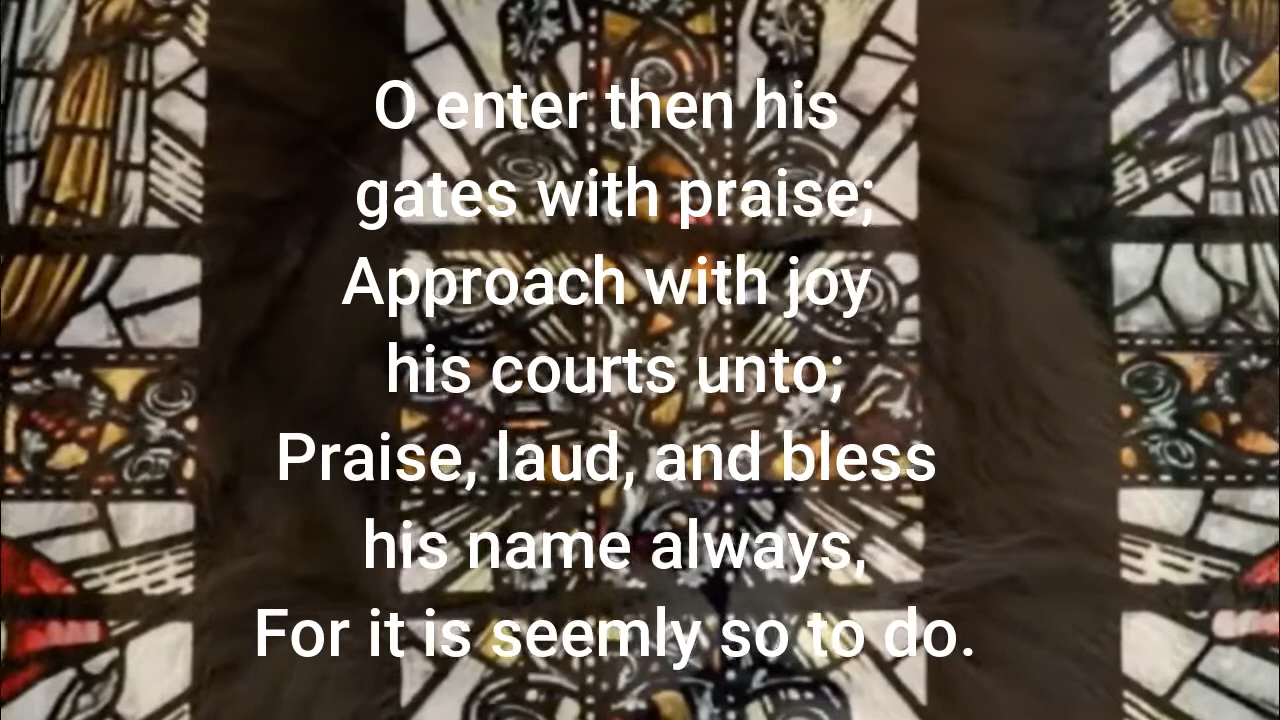 O enter then his
gates with praise;
Approach with joy
his courts unto;
Praise, laud, and bless
his name always,
For it is seemly so to do.